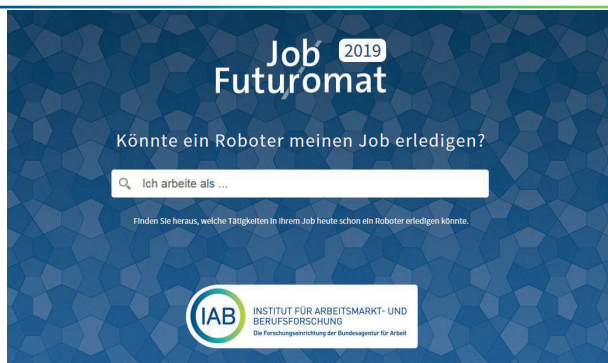 Job 2019
Futuromat
Könnte ein Roboter meinen Job erledigen?
Ich arbeite als ...
Finden Sie heraus, welche Tätigkeiten in Ihrem Job heute schon ein Roboter erledigen könnte.
IAB
INSTITUT FÜR ARBEITSMARKT- UND
BERUFSFORSCHUNG
Die Forschungseinrichtung der Bundesagentur für Arbeit